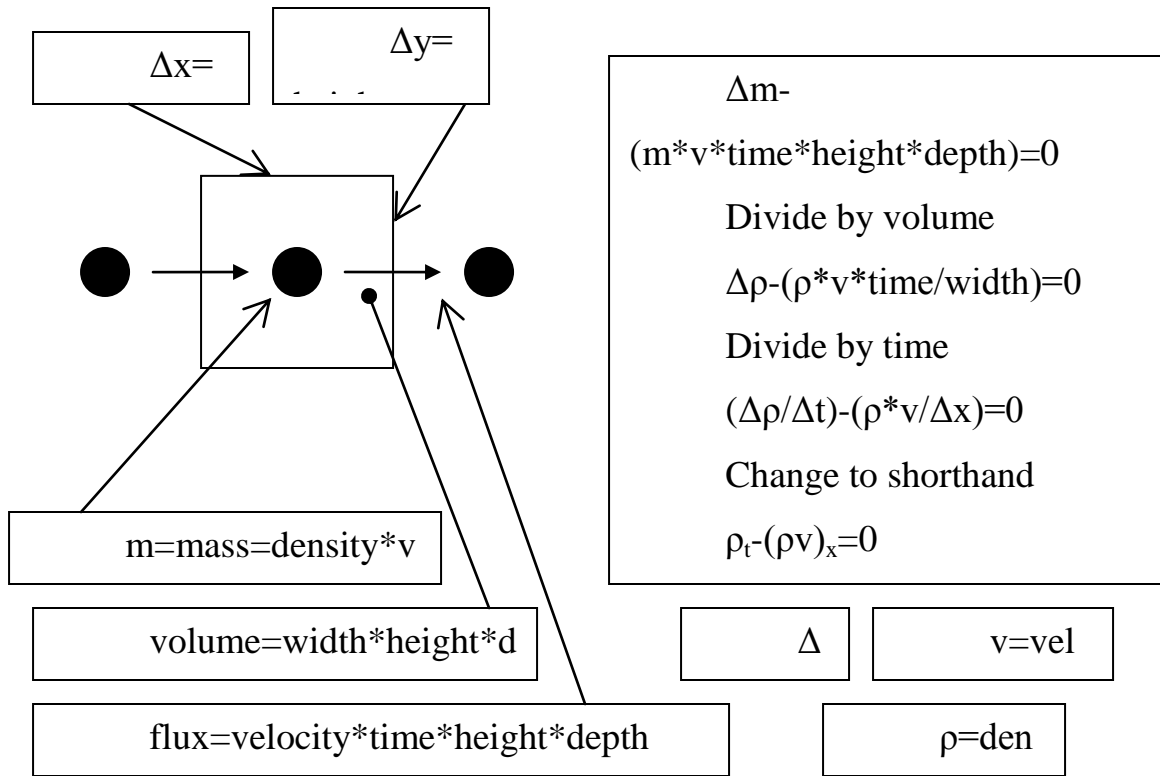 Δx=
Δy=
Δm-
(m*v*time*height*depth)=0
Divide by volume
Δρ-(ρ*v*time/width)=0
Divide by time
(Δρ/Δt)-(ρ*v/Δx)=0
Change to shorthand
ρt-(ρv)x=0
m=mass=density*v
volume=width*height*d
flux=velocity*time*height*depth
Δ
v=vel
ρ=den